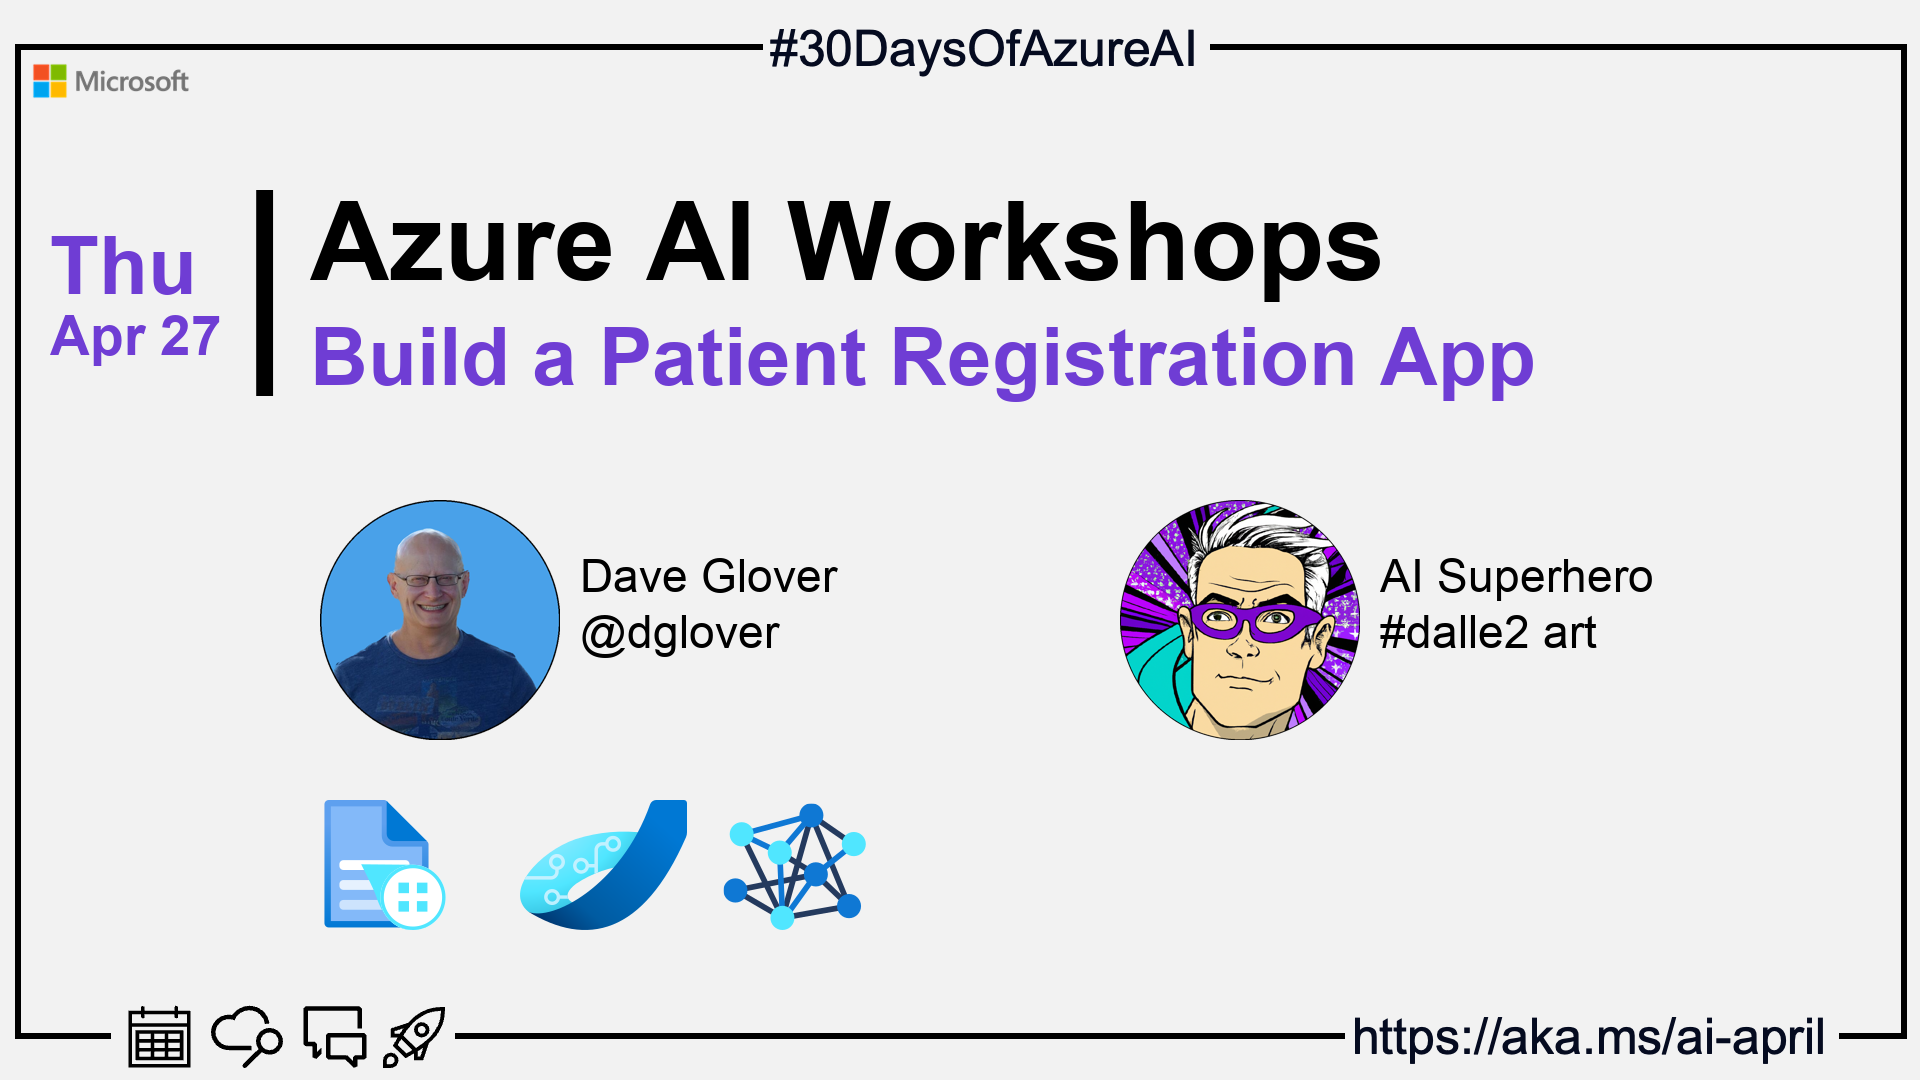 #30DaysOfAzureAI
Microsoft
Thu
Apr 27
Azure AI Workshops
Build a Patient Registration App
Dave Glover
@dglover
AI Superhero
#dalle2 art
https://aka.ms/ai-april